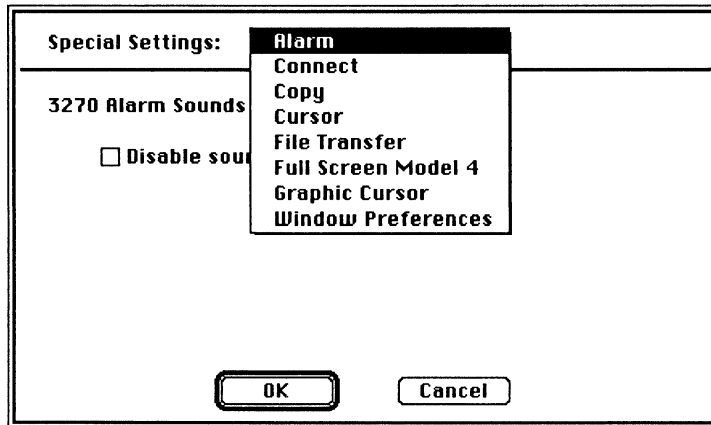 Special Settings:
Alarm
Connect
Copy
Cursor
File Transfer
Full Screen Model 4
Graphic Cursor
Window Preferences
3270 Alarm Sounds
Disable
OK
Cancel